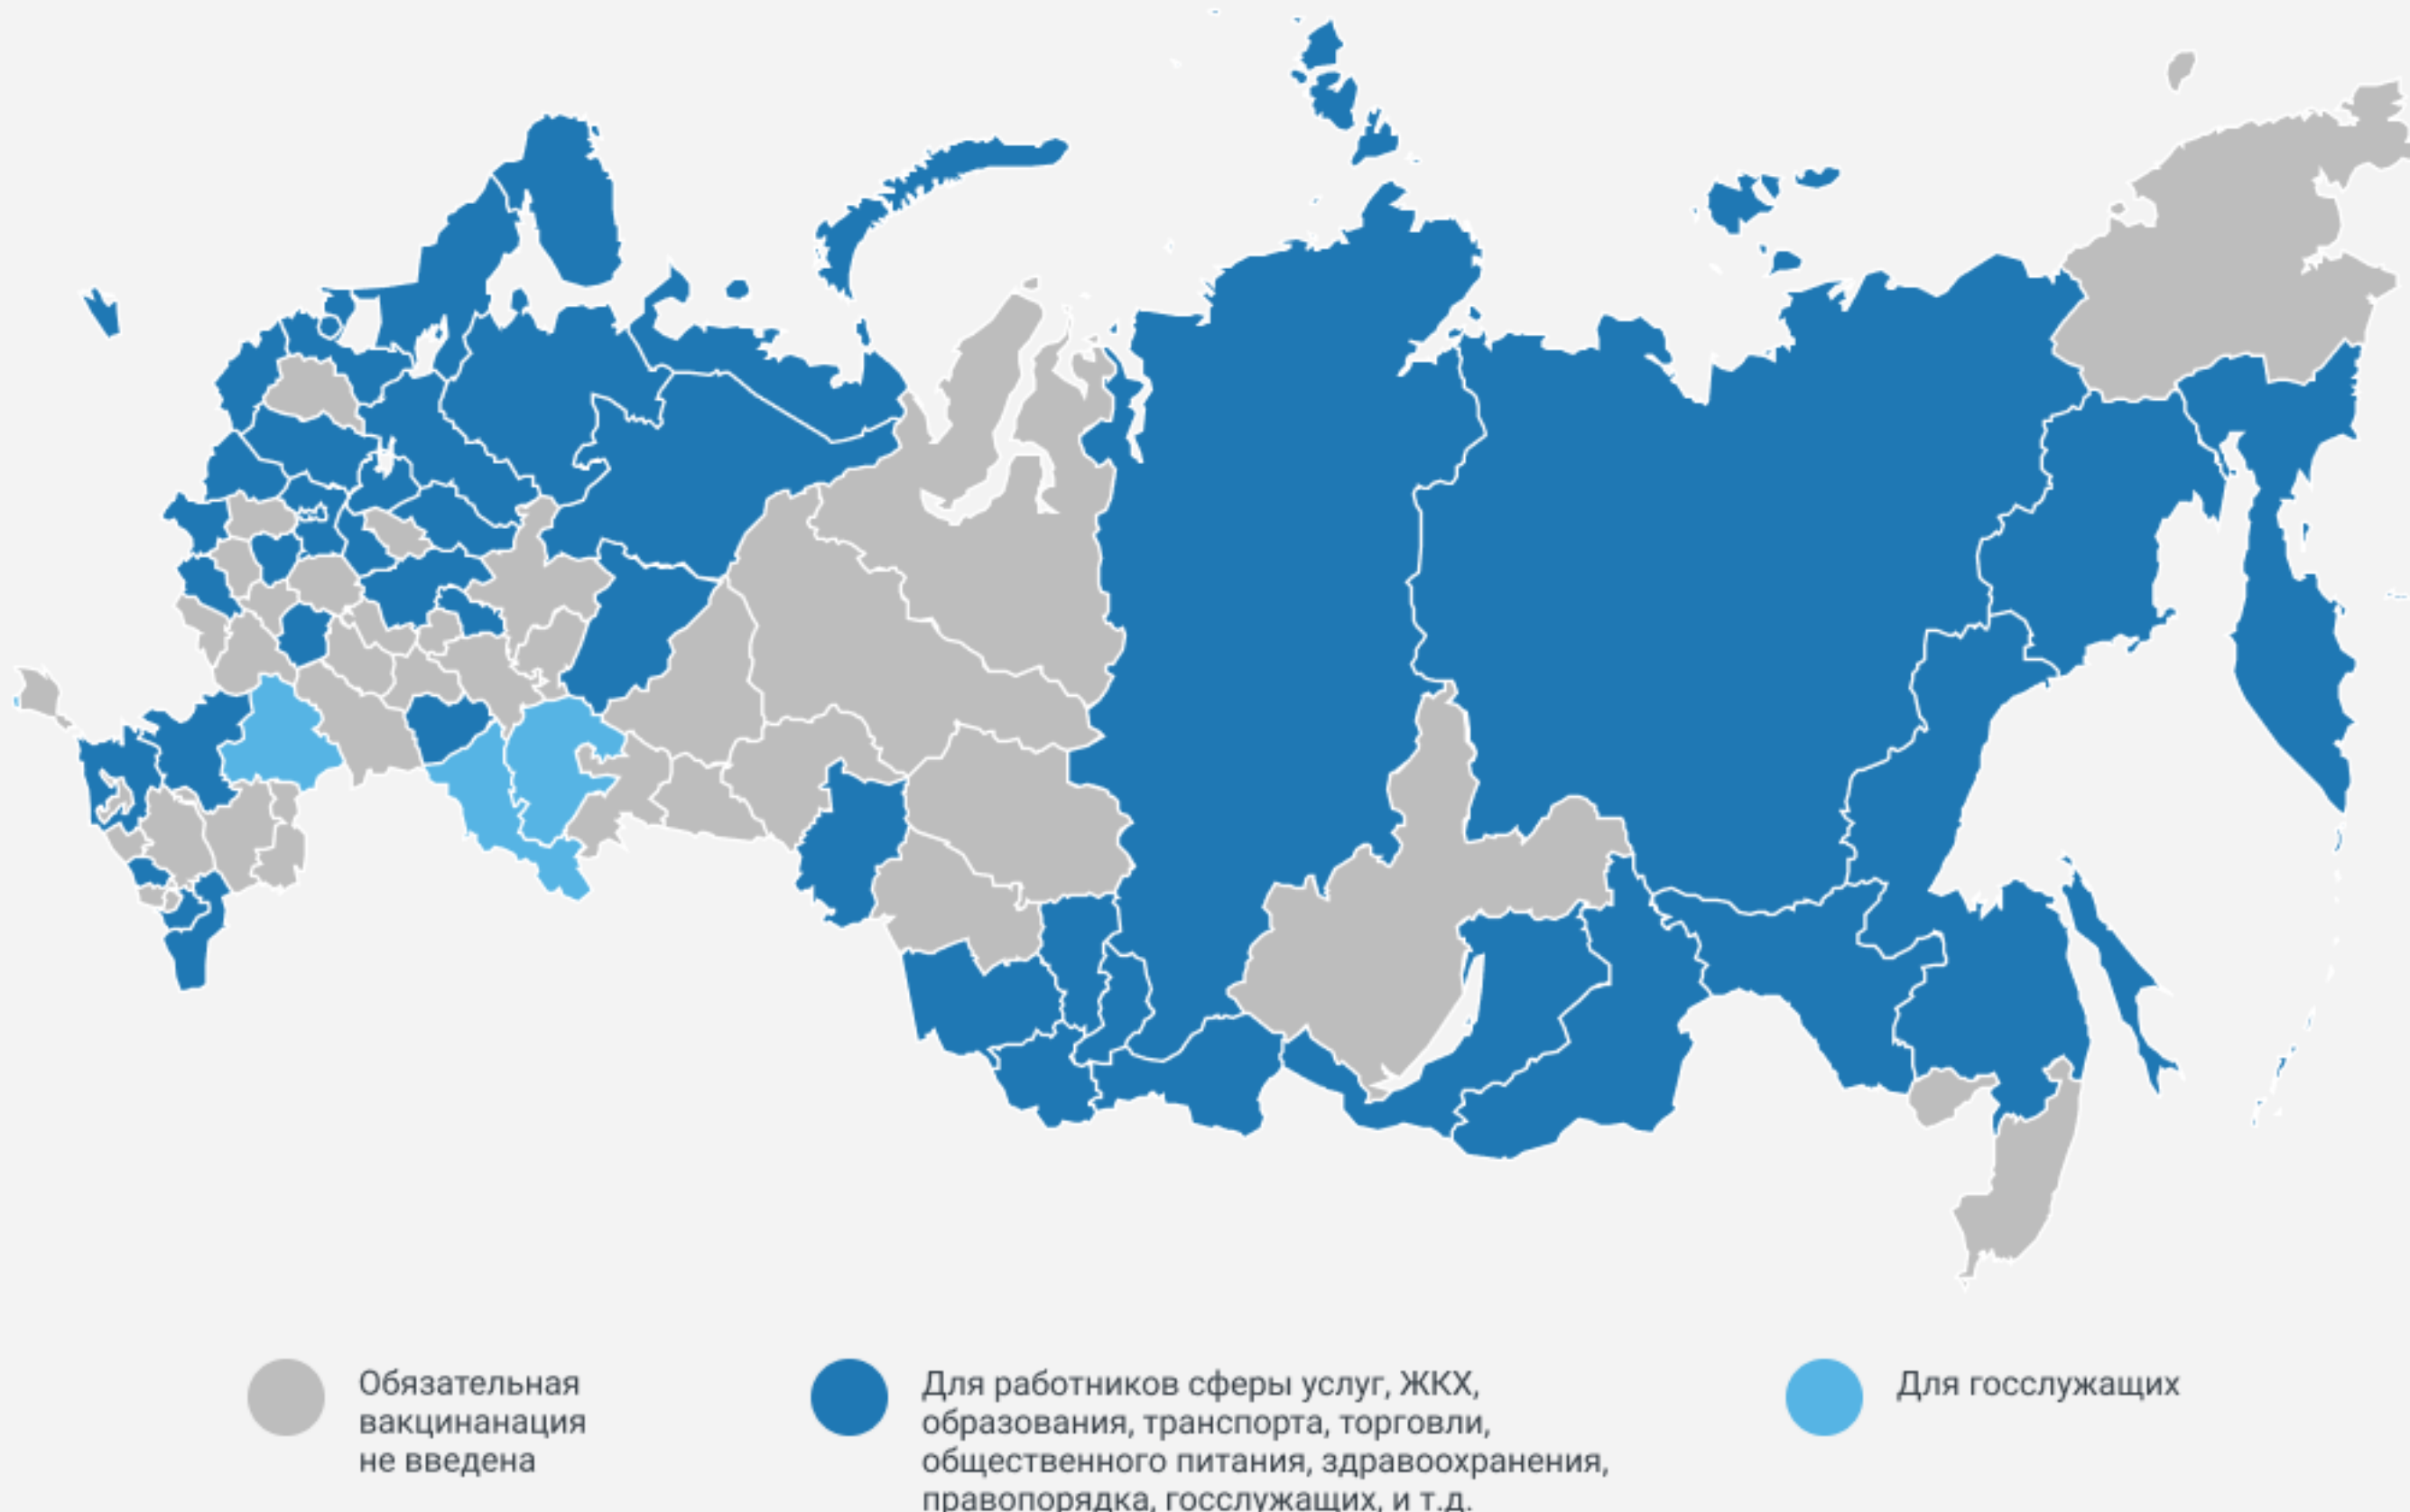 Обязательная
вакцинанация
не введена
Для работников сферы услуг, ЖКХ,
образования, транспорта, торговли,
общественного питания, здравоохранения,
правопорядка, госслужащих, и т.д.
Для госслужащих